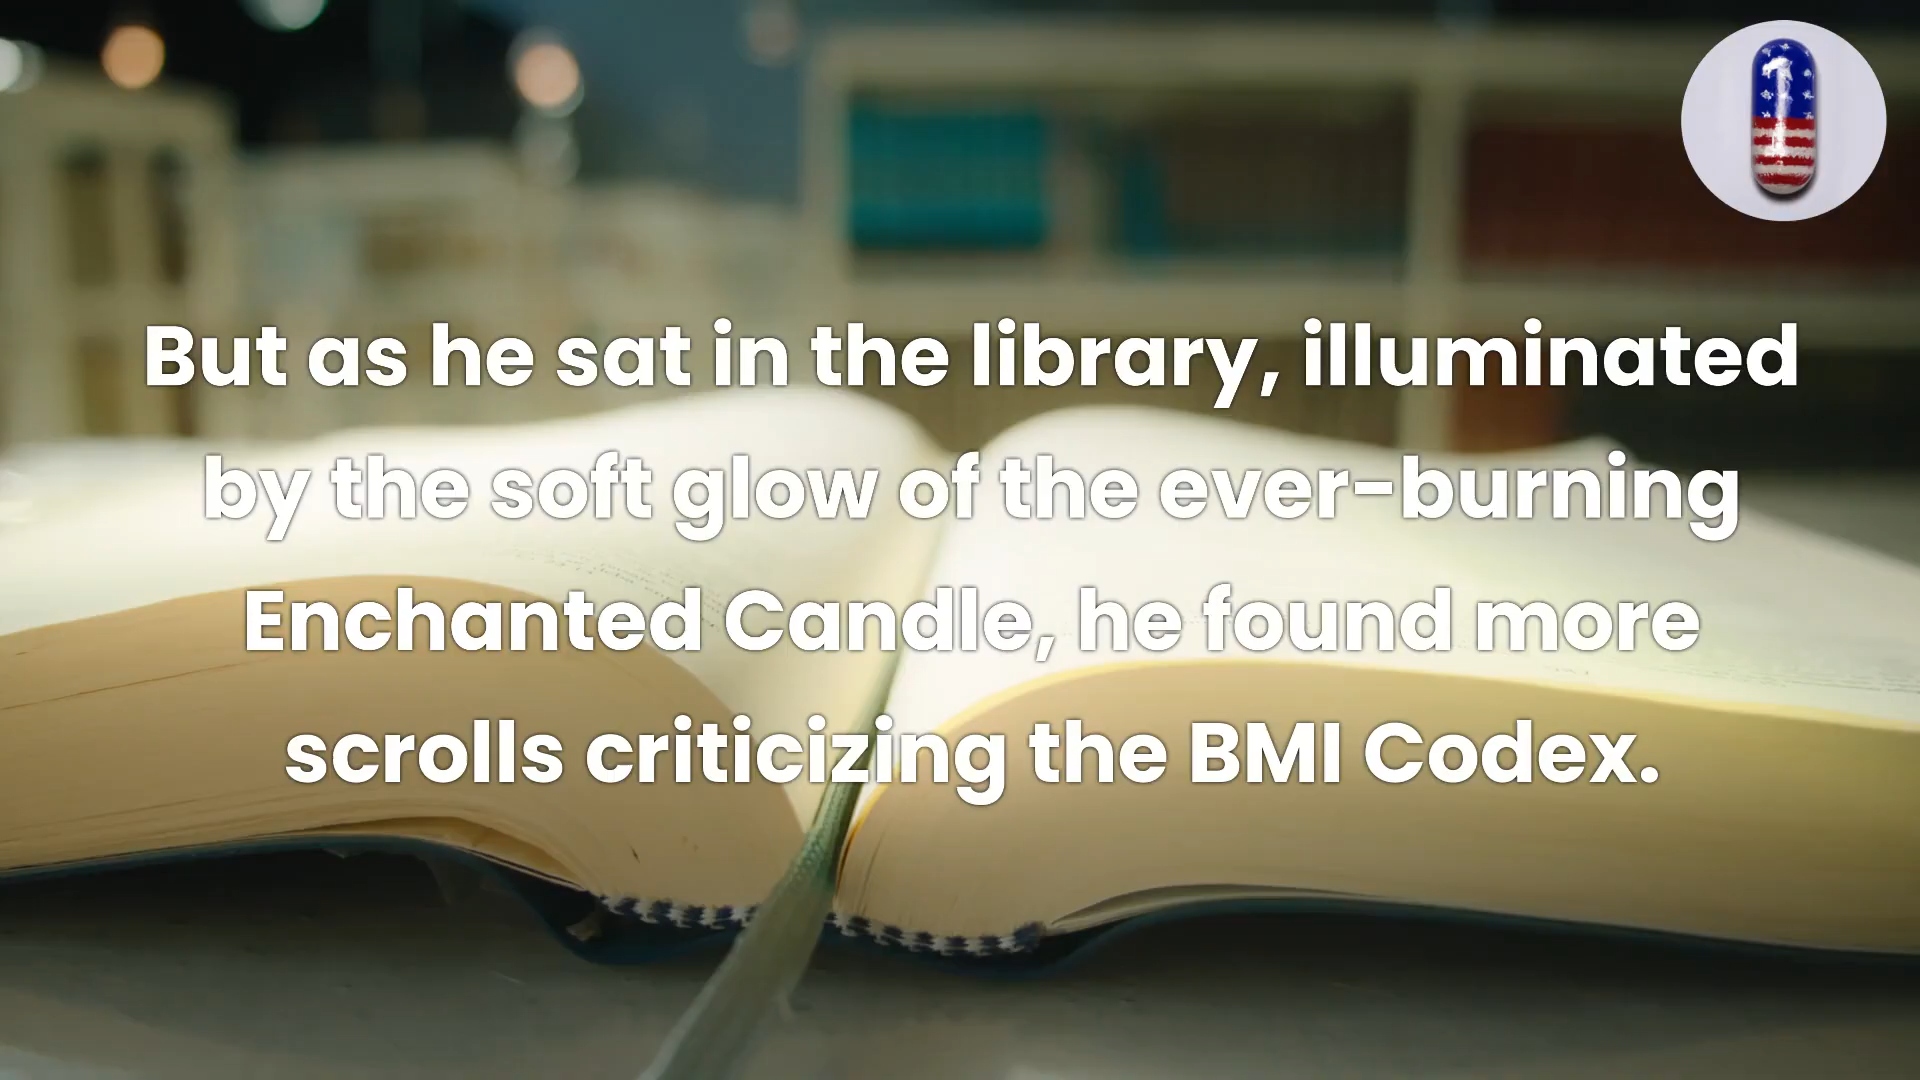 But as he sat in the library, illuminated
by the soft glow of the ever-burning
Enchanted Candle, he found more
scrolls criticizing the BMI Codex.